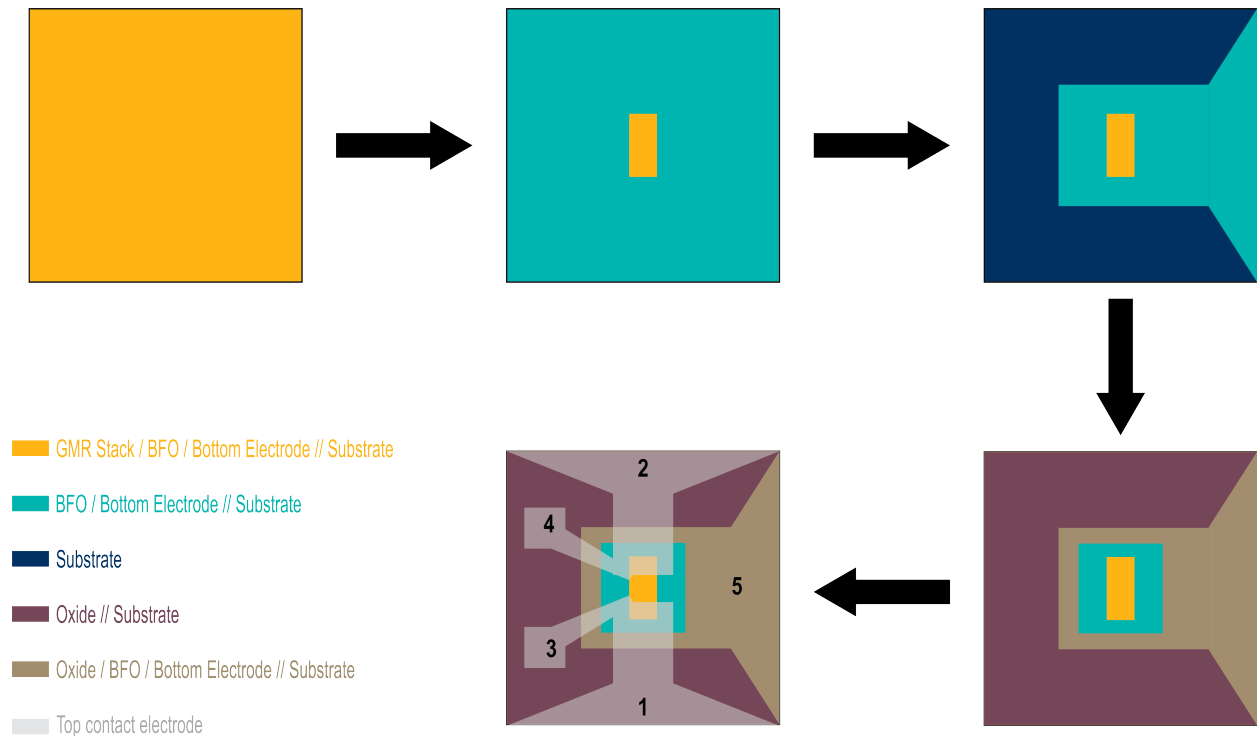 GMR Stack / BFO / Bottom Electrode // Substrate
BFO / Bottom Electrode // Substrate
Substrate
Oxide // Substrate
Oxide / BFO / Bottom Electrode // Substrate
Top contact electrode
2
4
5
3
1